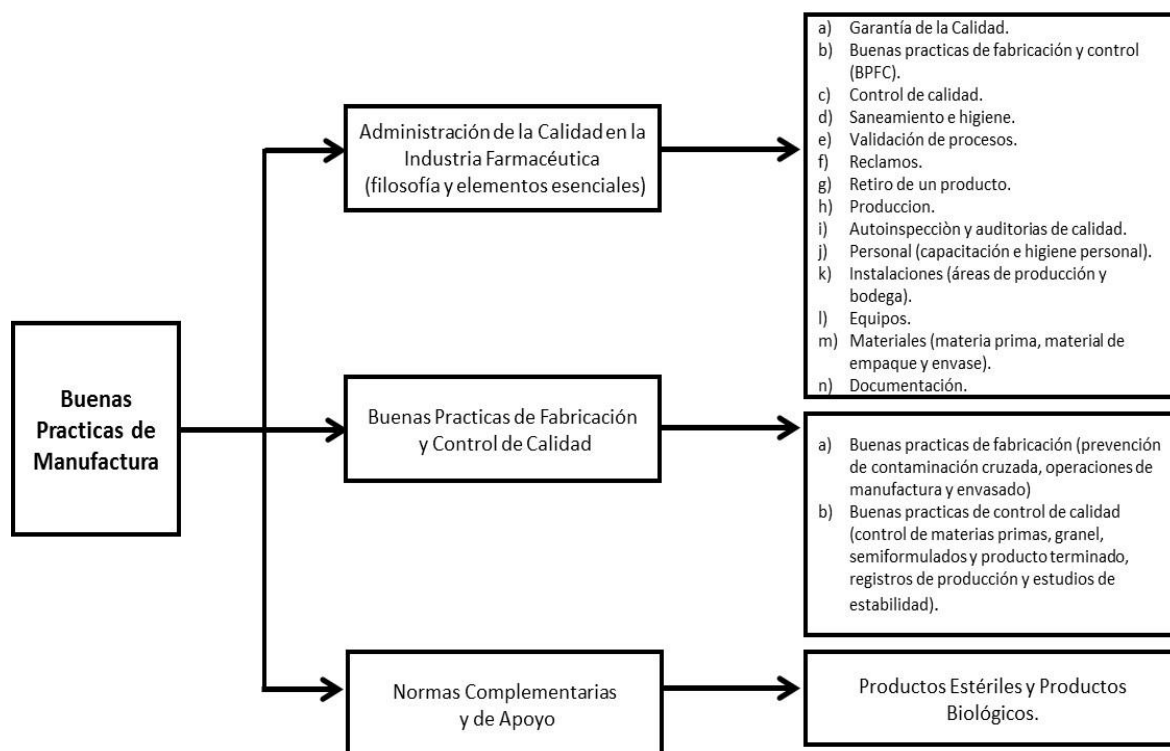 Buenas
Practicas de
Manufactura
Administración de la Calidad en la
Industria Farmacéutica
(filosofía y elementos esenciales)
a) Garantía de la Calidad.
b) Buenas practicas de fabricación y control
(BPFC).
c) Control de calidad.
d) Saneamiento e higiene.
e) Validación de procesos.
f) Reclamos.
g) Retiro de un producto.
h) Produccion.
i) Autoinspecciòn y auditorias de calidad.
j) Personal (capacitación e higiene personal).
k) Instalaciones (áreas de producción y
bodega).
l) Equipos.
m) Materiales (materia prima, material de
empaque y envase).
n) Documentación.
Buenas Practicas de Fabricación
y Control de Calidad
a) Buenas practicas de fabricación (prevención
de contaminación cruzada, operaciones de
manufactura y envasado)
b) Buenas practicas de control de calidad
(control de materias primas, granel,
semiformulados y producto terminado,
registros de producción y estudios de
estabilidad).
Normas Complementarias
y de Apoyo
Productos Estériles y Productos
Biológicos.